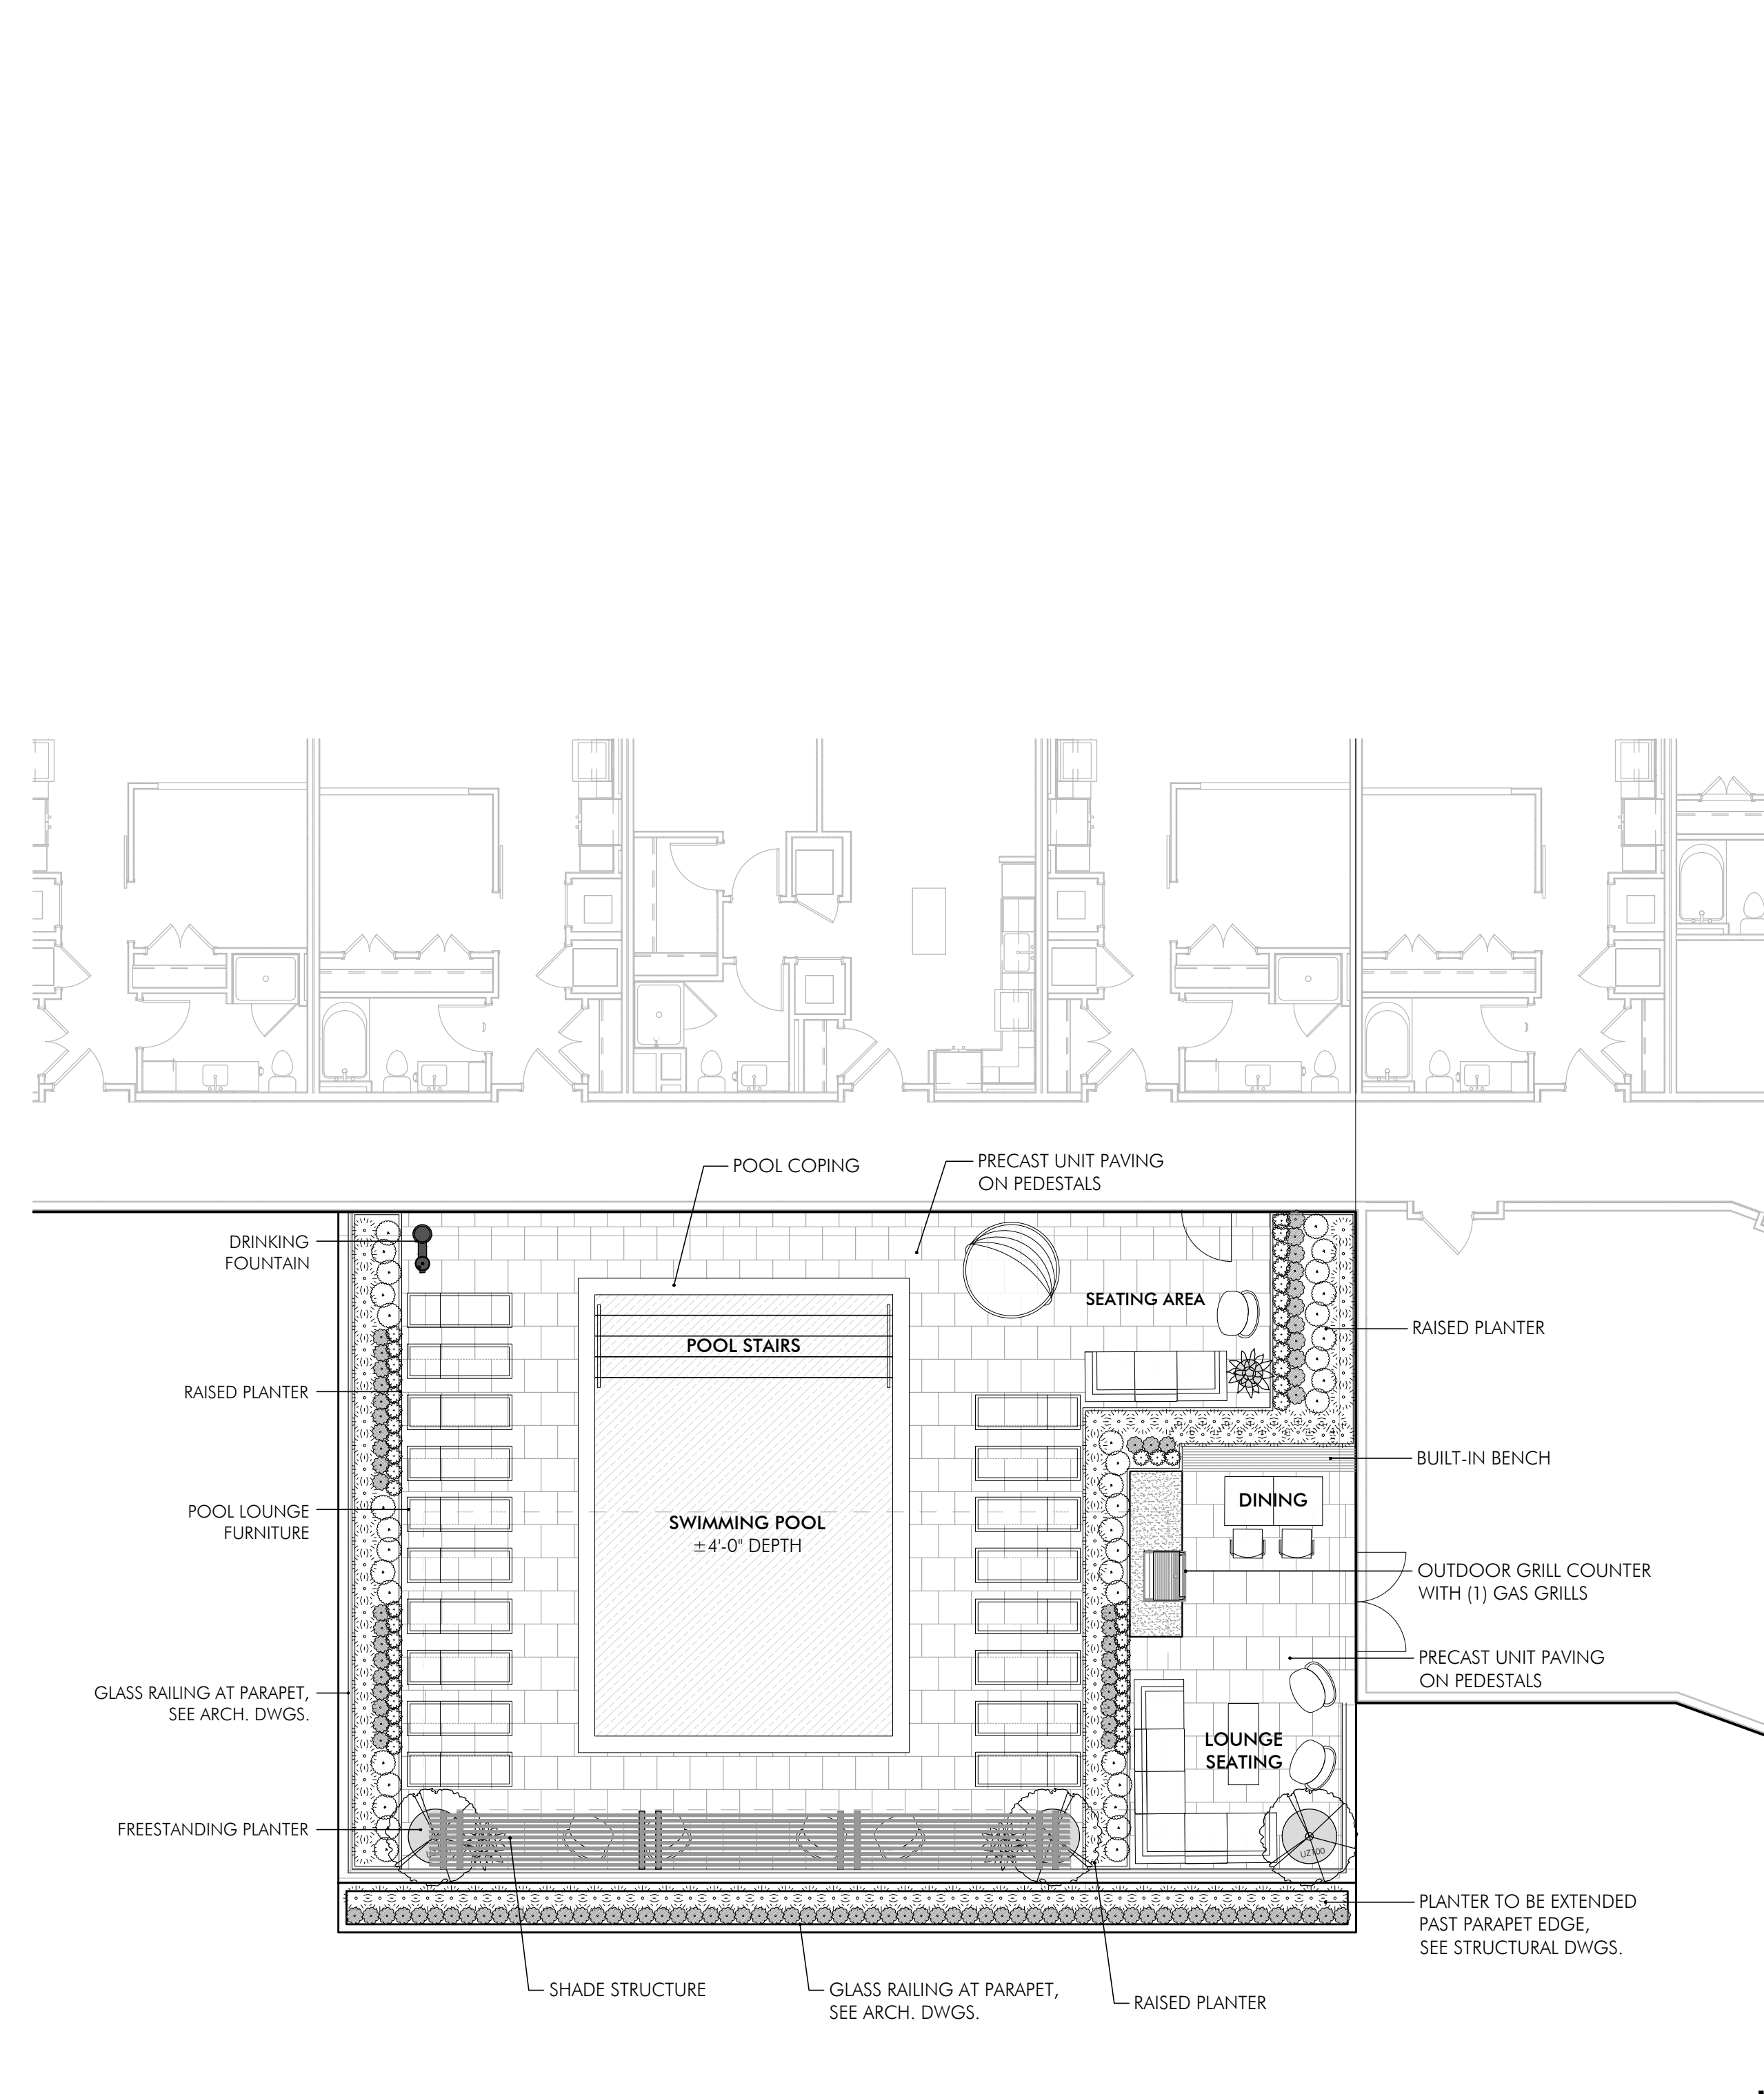 POOL COPING
PRECAST UNIT PAVING
ON PEDESTALS
DRINKING
FOUNTAIN
SEATING AREA
RAISED PLANTER
POOL STAIRS
RAISED PLANTER
BUILT-IN BENCH
DINING
POOL LOUNGE
FURNITURE
SWIMMING POOL
±4'-0" DEPTH
OUTDOOR GRILL COUNTER
WITH (1) GAS GRILLS
PRECAST UNIT PAVING
ON PEDESTALS
GLASS RAILING AT PARAPET,
SEE ARCH. DWGS.
LOUNGE
SEATING
FREESTANDING PLANTER
UZ100
PLANTER TO BE EXTENDED
PAST PARAPET EDGE,
SEE STRUCTURAL DWGS.
SHADE STRUCTURE
GLASS RAILING AT PARAPET,
SEE ARCH. DWGS.
RAISED PLANTER